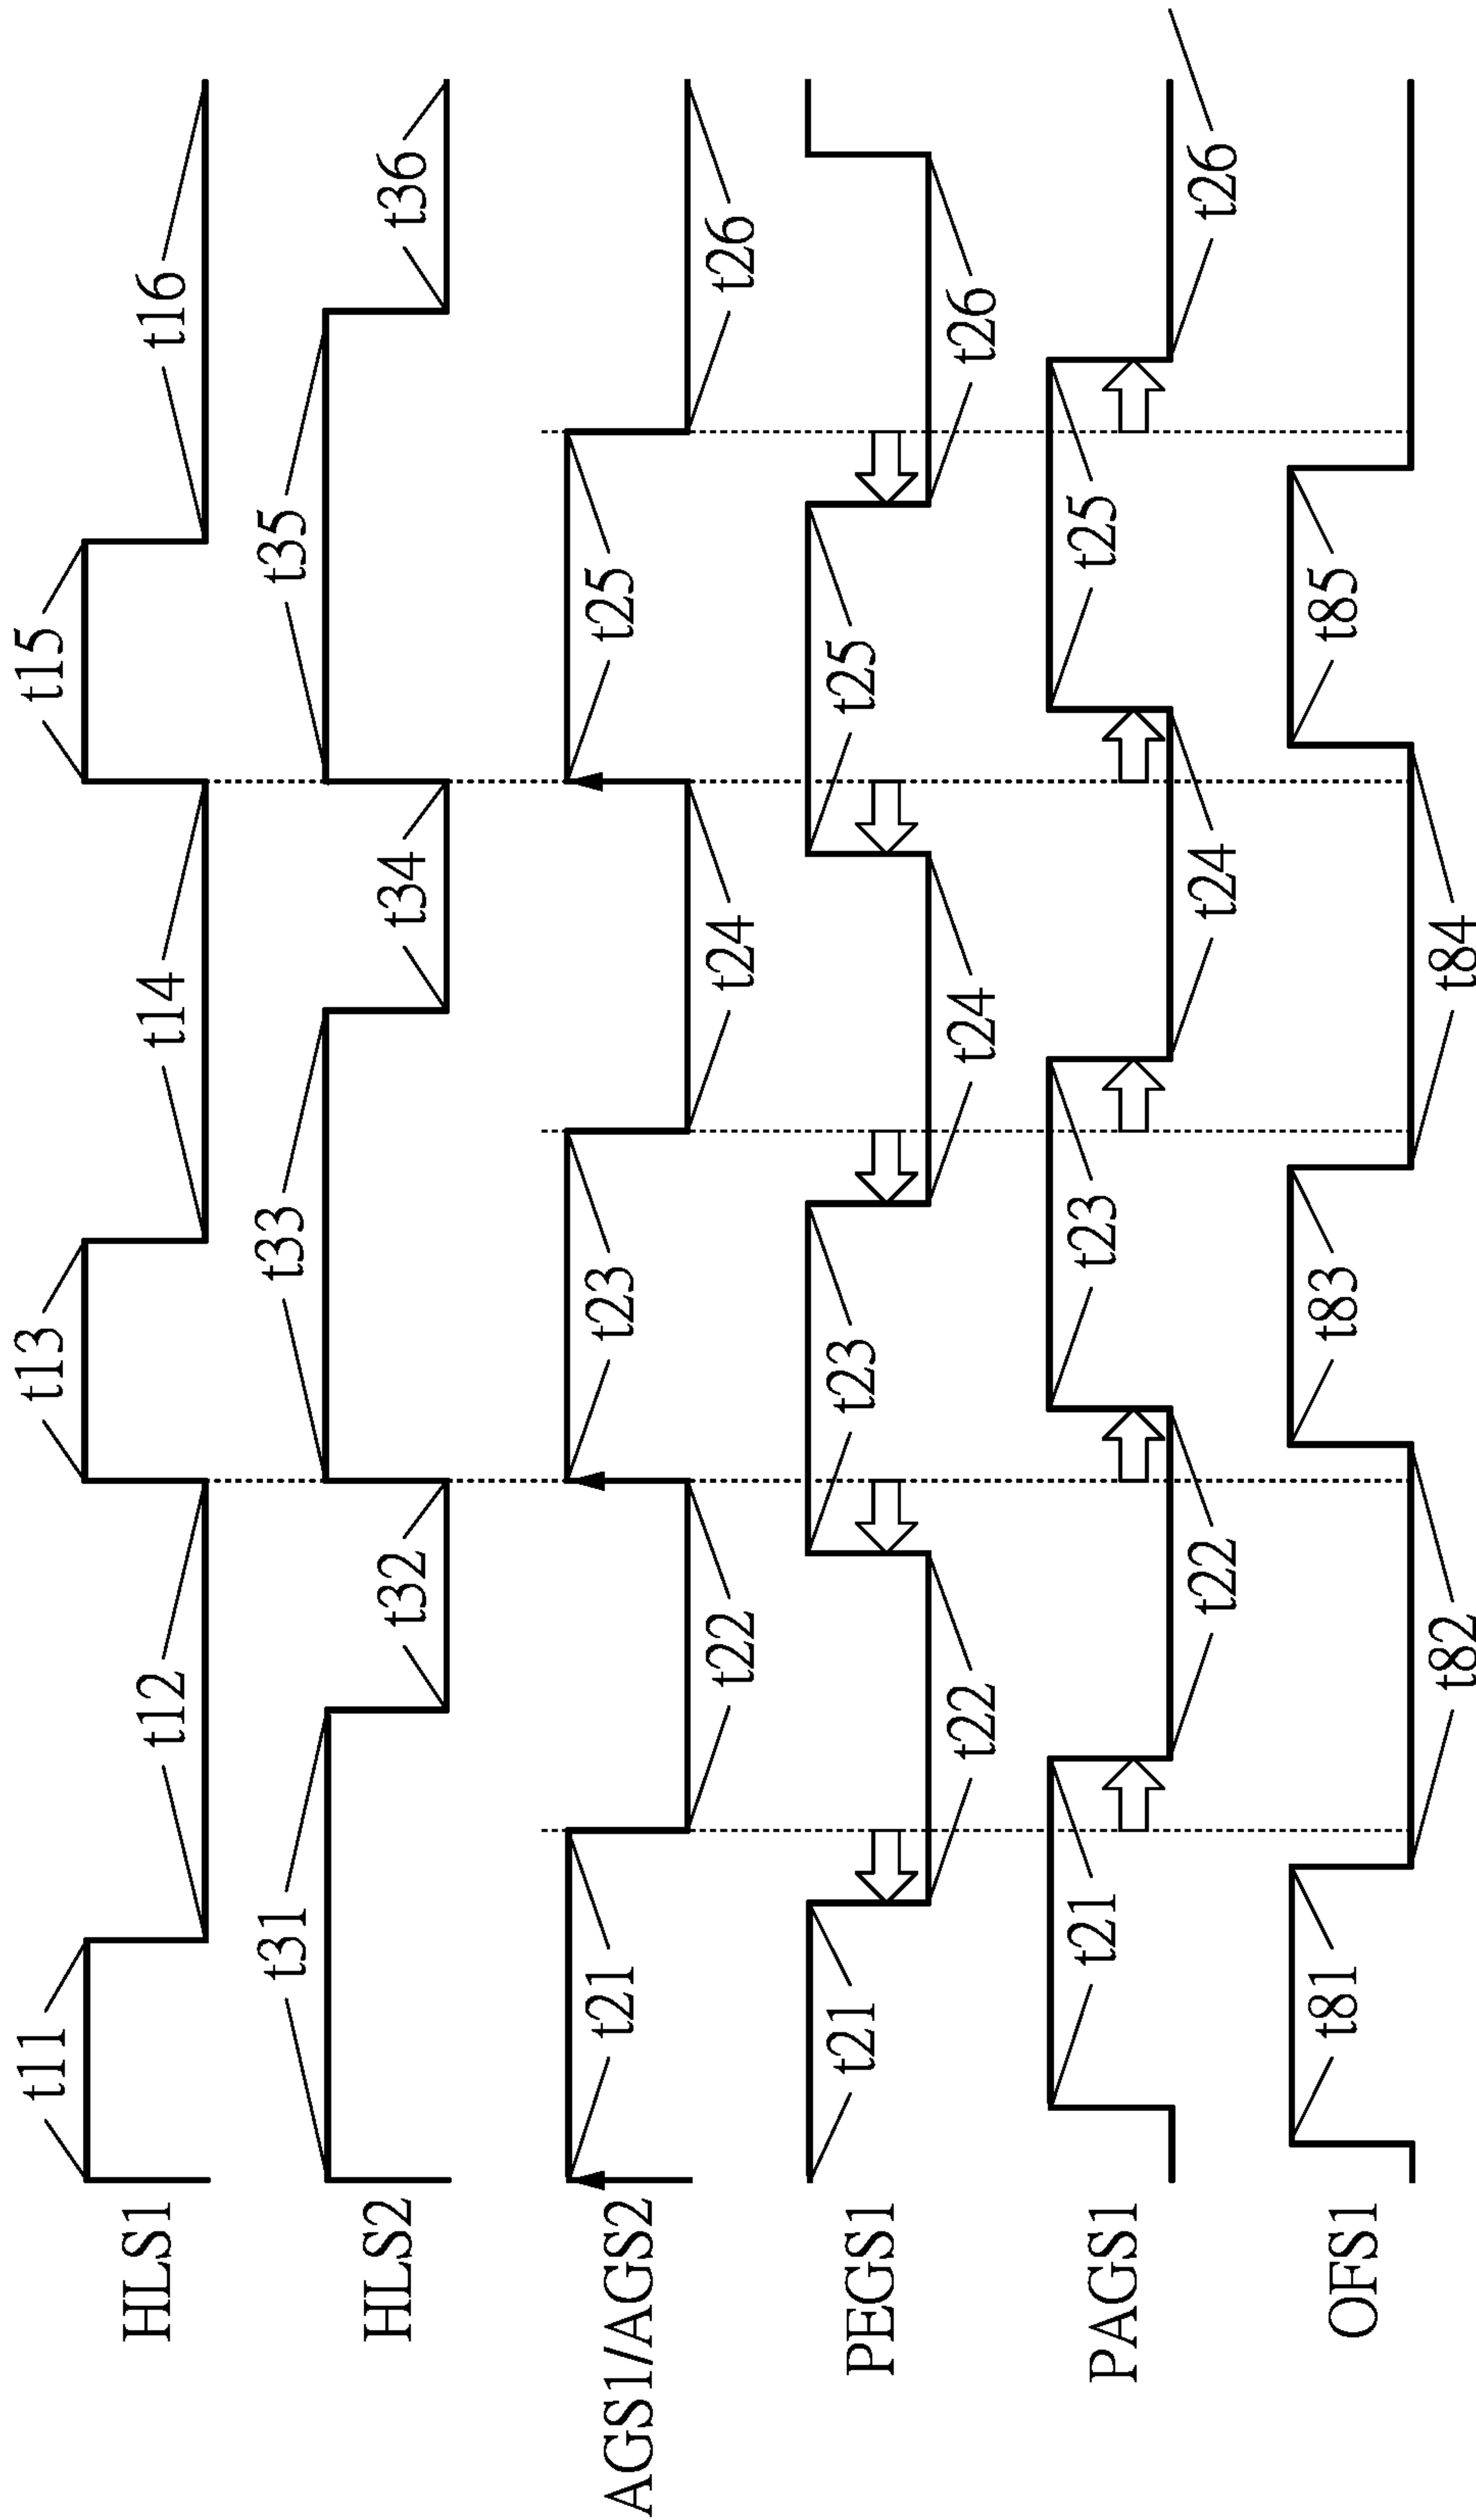 HLS1
t11
t12
t13
t14
t15
t16
HLS2
t31
t32
t33
t34
t35
t36
AGS1/AGS2
t21
t22
t23
t24
t25
t26
PEGS1
t21
t22
t23
t24
t25
t26
PAGS1
t21
t22
t23
t24
t25
t26
OFS1
t81
t82
t83
t84
t85